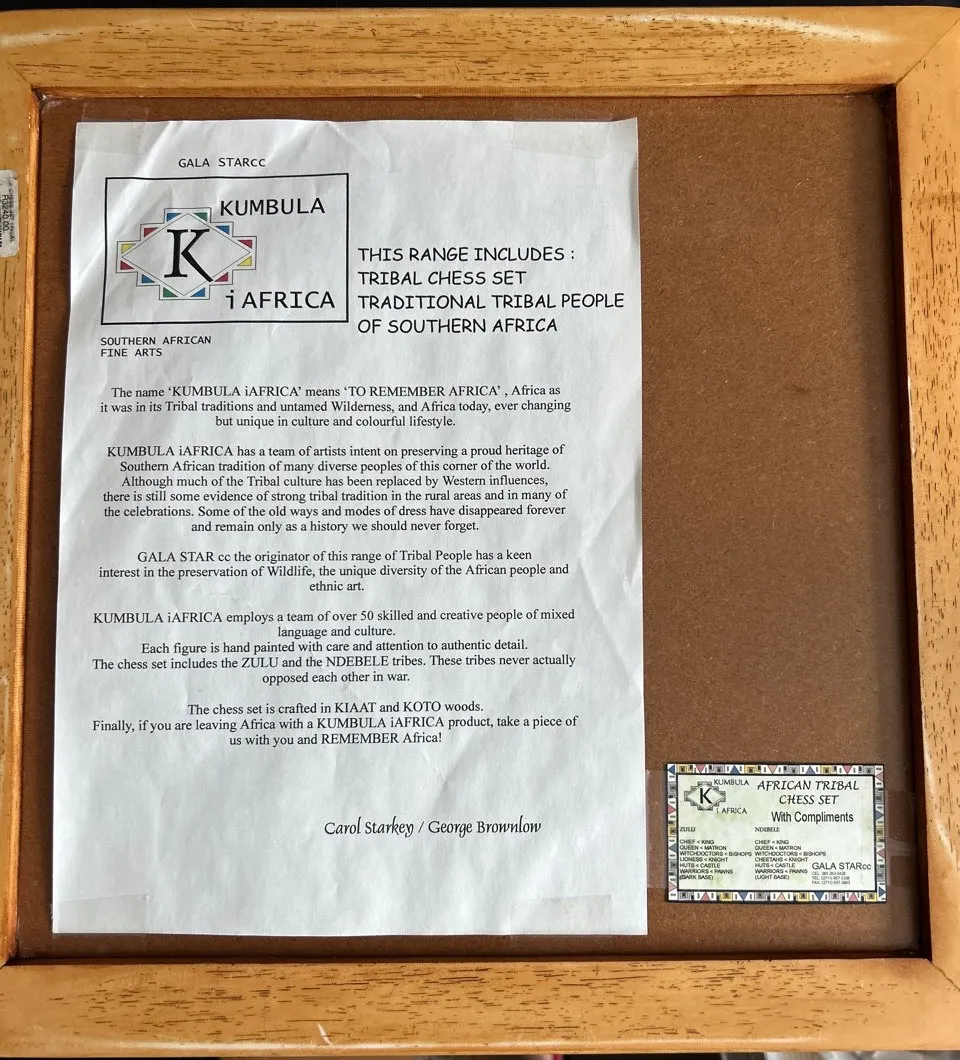 GALA STARcc
KUMBULA
K
i AFRICA
SOUTHERN AFRICAN
FINE ARTS
THIS RANGE INCLUDES :
TRIBAL CHESS SET
TRADITIONAL TRIBAL PEOPLE
OF SOUTHERN AFRICA
The name ‘KUMBULA iAFRICA’ means ‘TO REMEMBER AFRICA’ , Africa as
it was in its Tribal traditions and untamed Wilderness, and Africa today, ever changing
but unique in culture and colourful lifestyle.
KUMBULA iAFRICA has a team of artists intent on preserving a proud heritage of
Southern African tradition of many diverse peoples of this corner of the world.
Although much of the Tribal culture has been replaced by Western influences,
there is still some evidence of strong tribal tradition in the rural areas and in many of
the celebrations. Some of the old ways and modes of dress have disappeared forever
and remain only as a history we should never forget.
GALA STAR cc the originator of this range of Tribal People has a keen
interest in the preservation of Wildlife, the unique diversity of the African people and
ethnic art.
KUMBULA iAFRICA employs a team of over 50 skilled and creative people of mixed
language and culture.
Each figure is hand painted with care and attention to authentic detail.
The chess set includes the ZULU and the NDEBELE tribes. These tribes never actually
opposed each other in war.
The chess set is crafted in KIAAT and KOTO woods.
Finally, if you are leaving Africa with a KUMBULA iAFRICA product, take a piece of
us with you and REMEMBER Africa!
Carol Starkey / George Brownlow
R3240.00
KUMBULA
K
i AFRICA
AFRICAN TRIBAL
CHESS SET
With Compliments
ZULU
CHIEF < KING
QUEEN < MATRON
WITCHDOCTORS < BISHOPS
LIONESS < KNIGHT
HUTS < CASTLE
WARRIORS < PAWNS
(DARK BASE)
NDEBELE
CHIEF < KING
QUEEN < MATRON
WITCHDOCTORS < BISHOPS
CHEETAHS < KNIGHT
HUTS < CASTLE
WARRIORS < PAWNS
(LIGHT BASE)
GALA STARcc
CEL
TEL
FAX